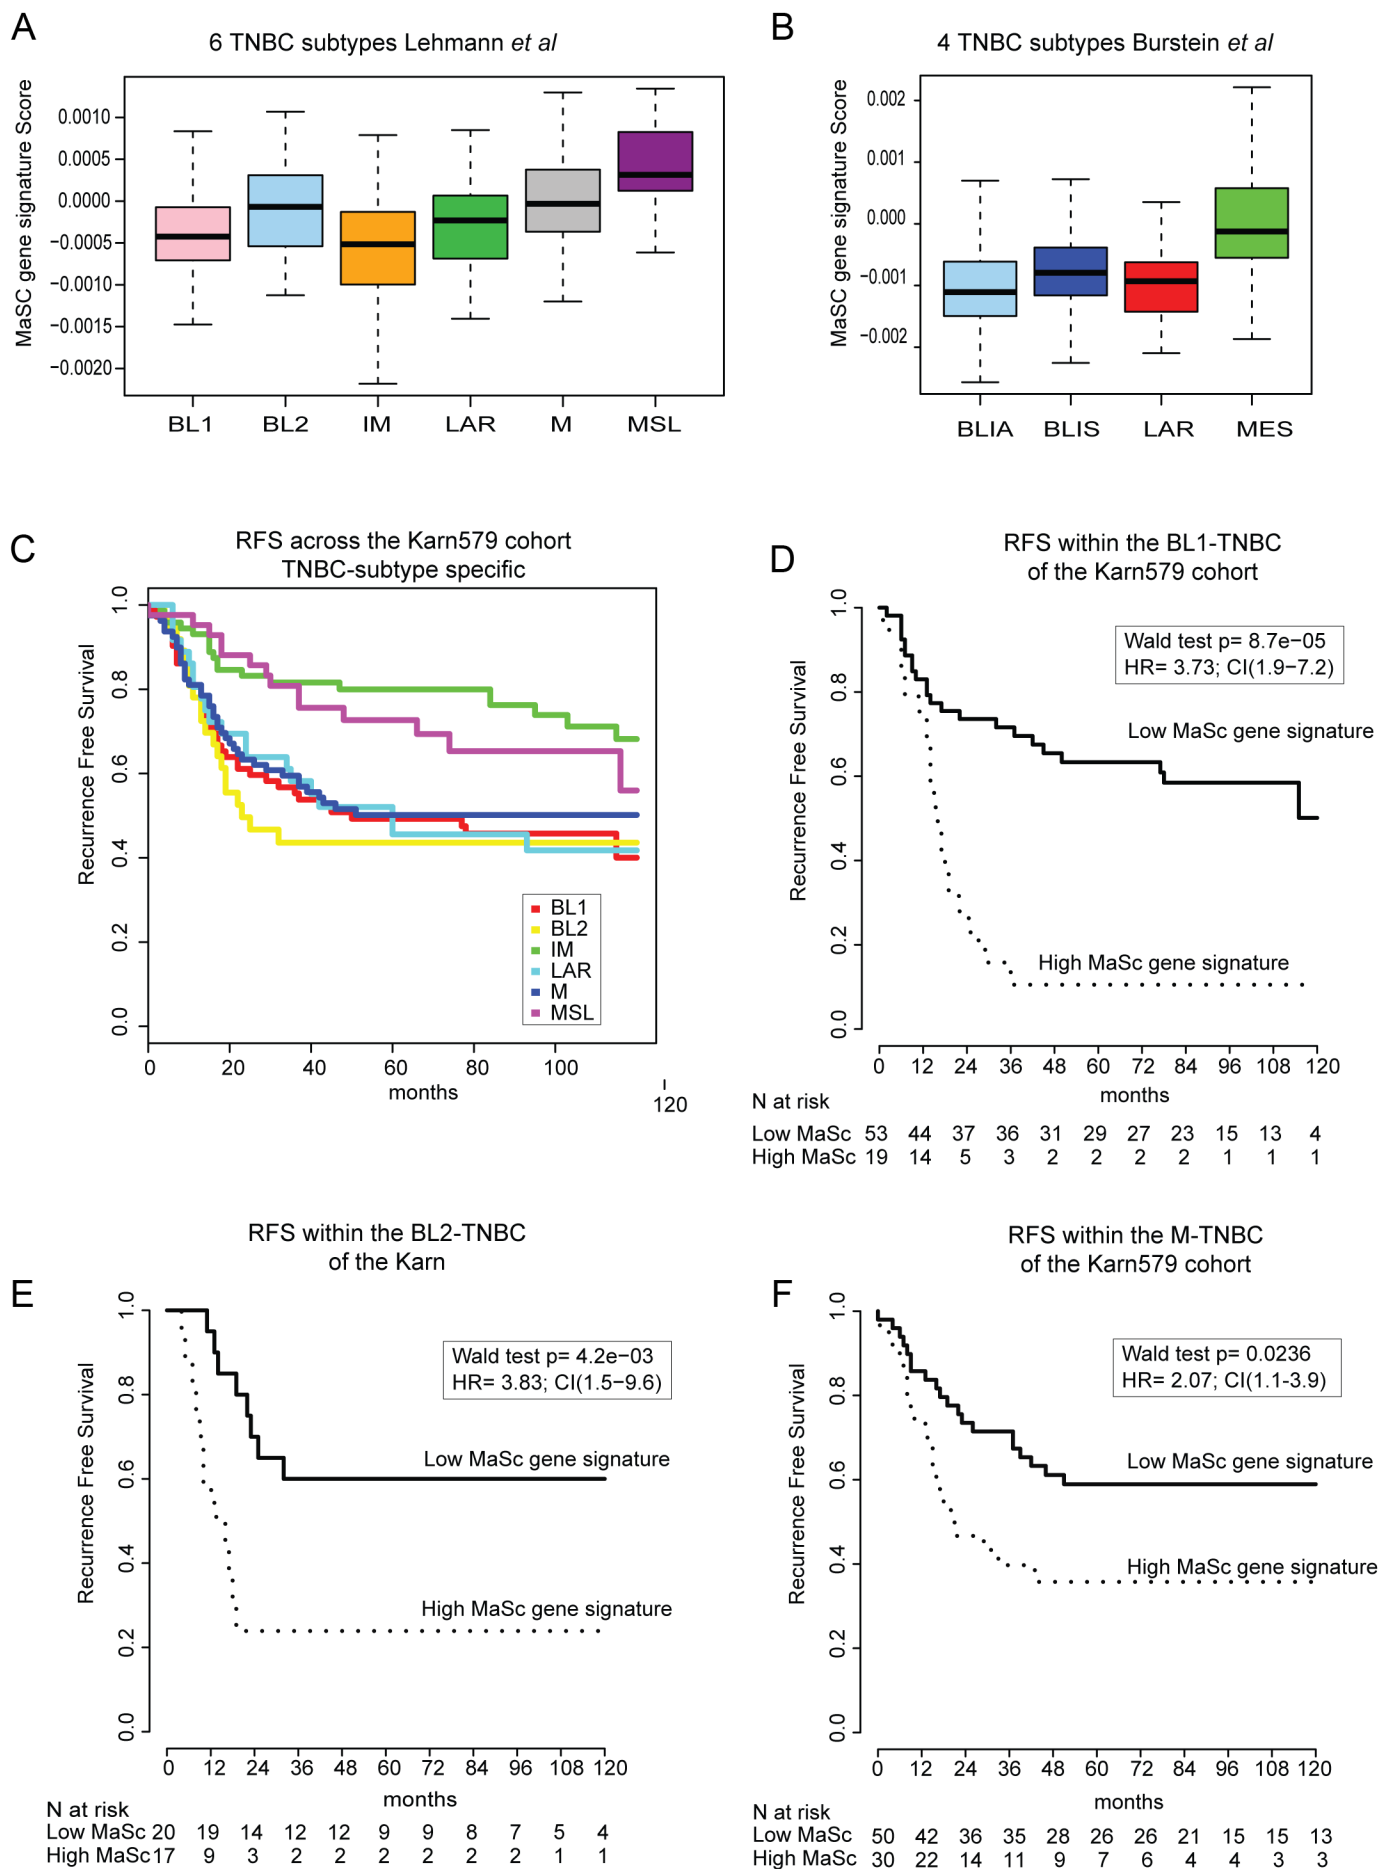 A
6 TNBC subtypes Lehmann et al
MaSC gene signature Score
0.0010
0.0005
0.0000
−0.0005
−0.0010
−0.0015
−0.0020
BL1 BL2 IM LAR M MSL
B
4 TNBC subtypes Burstein et al
MaSC gene signature Score
0.002
0.001
0.000
−0.001
−0.002
BLIA BLIS LAR MES
C
RFS across the Karn579 cohort
TNBC-subtype specific
Recurrence Free Survival
1.0
0.8
0.6
0.4
0.2
0.0
BL1
BL2
IM
LAR
M
MSL
0 20 40 60 80 100
120
months
D
RFS within the BL1-TNBC
of the Karn579 cohort
Recurrence Free Survival
1.0
0.8
0.6
0.4
0.2
0.0
Wald test p= 8.7e−05
HR= 3.73; CI(1.9−7.2)
Low MaSc gene signature
High MaSc gene signature
0 12 24 36 48 60 72 84 96 108 120
months
N at risk
Low MaSc 53 44 37 36 31 29 27 23 15 13 4
High MaSc 19 14 5 3 2 2 2 2 1 1 1
E
RFS within the BL2-TNBC
of the Karn
Recurrence Free Survival
1.0
0.8
0.6
0.4
0.2
0.0
Wald test p= 4.2e−03
HR= 3.83; CI(1.5−9.6)
Low MaSc gene signature
High MaSc gene signature
0 12 24 36 48 60 72 84 96 108 120
months
N at risk
Low MaSc 20 19 14 12 12 9 9 8 7 5 4
High MaSc 17 9 3 2 2 2 2 2 2 1 1
F
RFS within the M-TNBC
of the Karn579 cohort
Recurrence Free Survival
1.0
0.8
0.6
0.4
0.2
0.0
Wald test p= 0.0236
HR= 2.07; CI(1.1-3.9)
Low MaSc gene signature
High MaSc gene signature
0 12 24 36 48 60 72 84 96 108 120
months
N at risk
Low MaSc 50 42 36 35 28 26 26 21 15 15 13
High MaSc 30 22 14 11 9 7 6 4 4 3 3